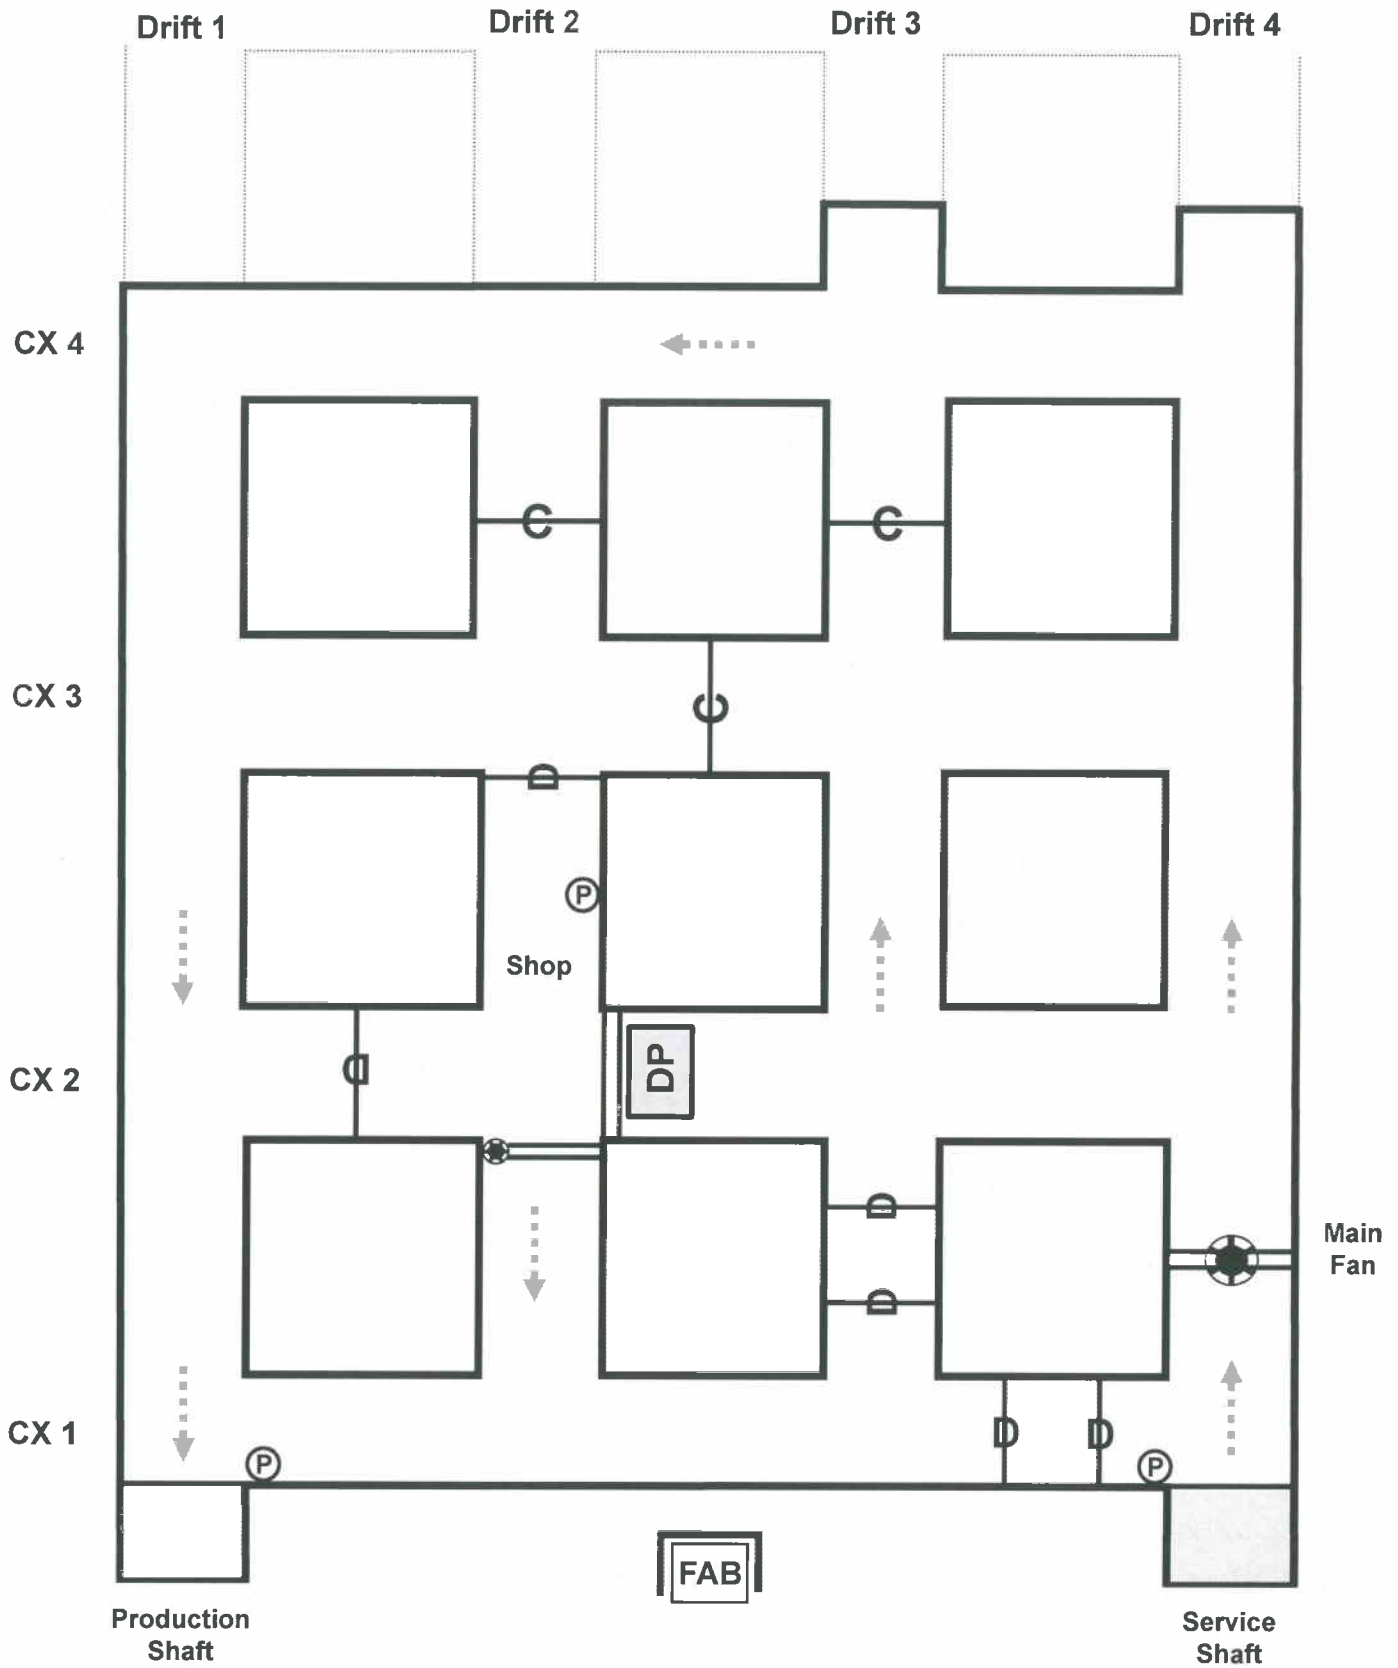 Drift 1
Drift 2
Drift 3
Drift 4
CX 4
C
C
CX 3
C
D
P
Shop
CX 2
D
DP
D
Main
Fan
D
CX 1
D
D
P
P
FAB
Production
Shaft
Service
Shaft